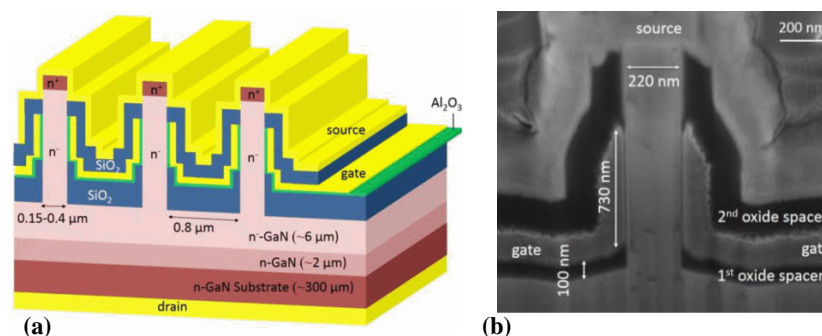 n⁺
n⁺
n⁺
n⁻
n⁻
n⁻
Al₂O₃
source
gate
SiO₂
SiO₂
0.15-0.4 μm
0.8 μm
n⁻-GaN (~6 μm)
n-GaN (~2 μm)
n-GaN Substrate (~300 μm)
drain
(a)
source
200 nm
220 nm
730 nm
2nd oxide spacer
gate
100 nm
1st oxide spacer
(b)